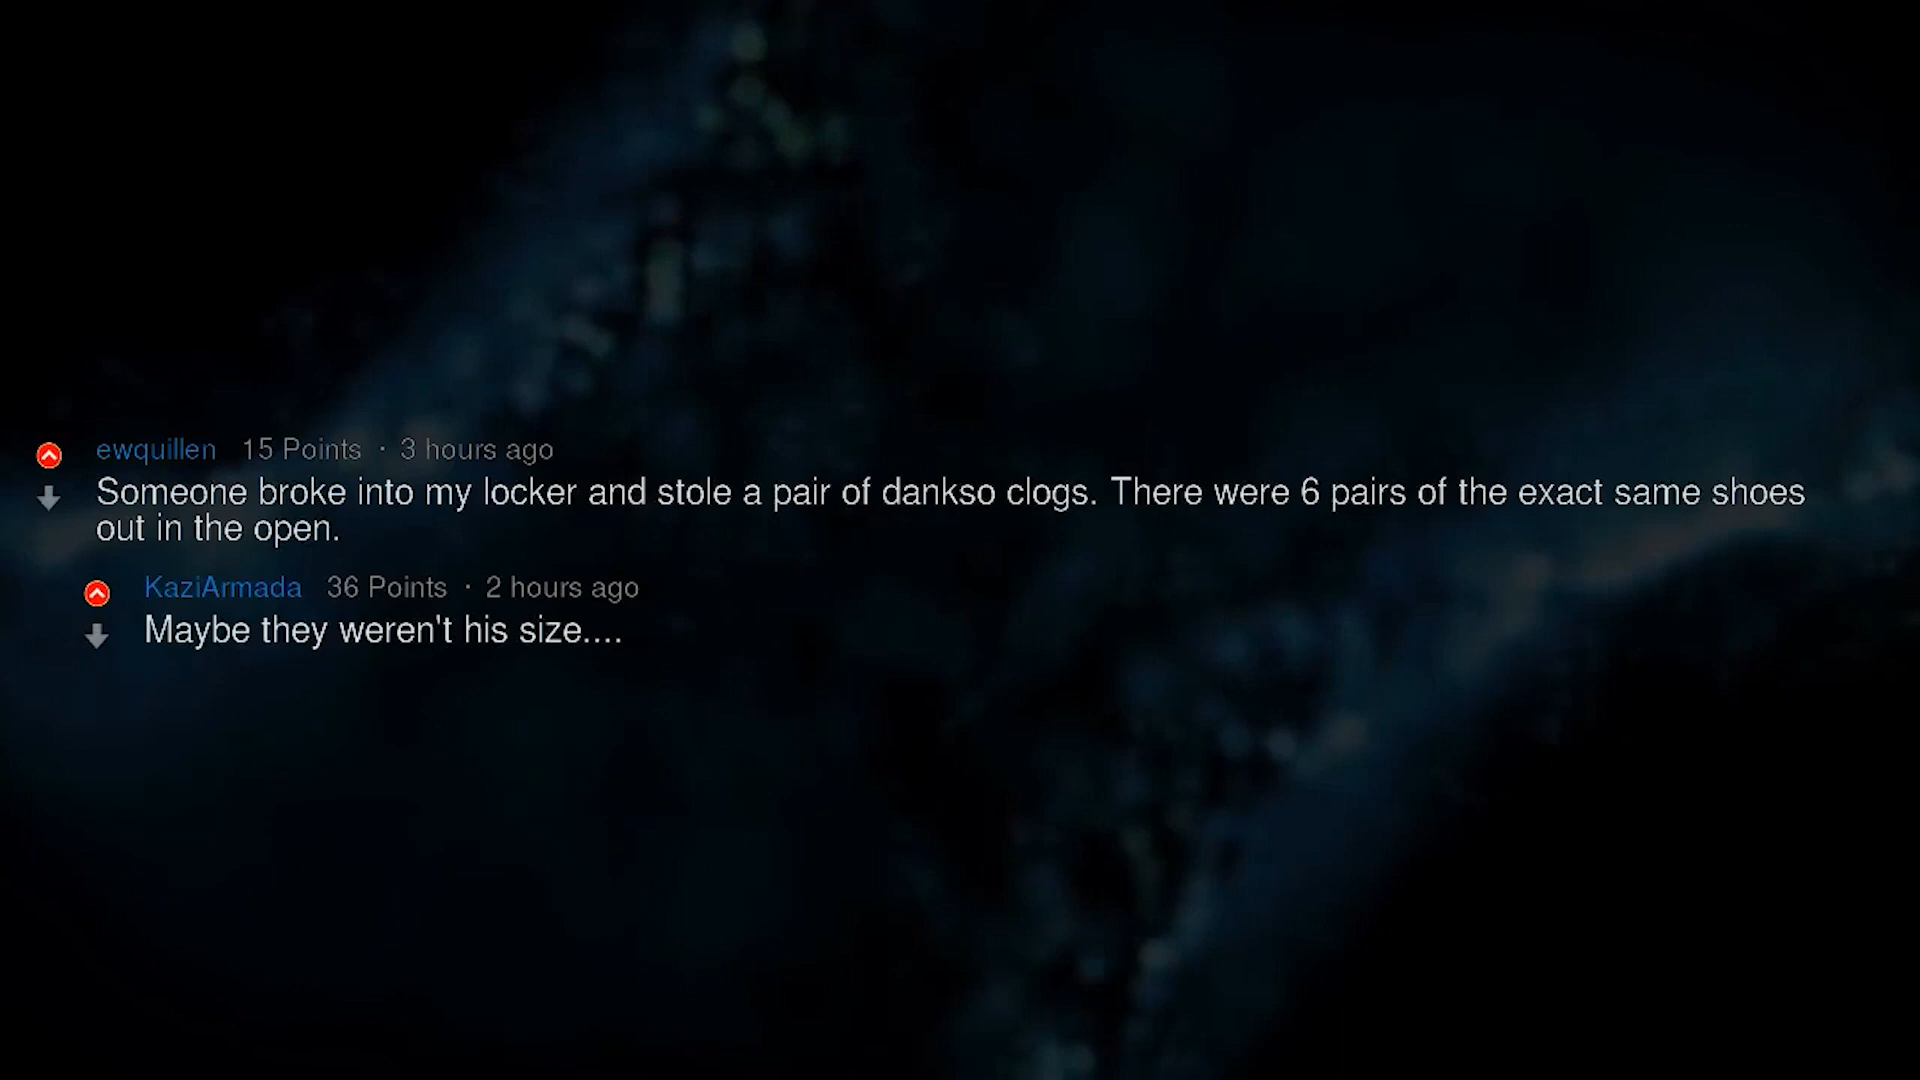 ewquillen 15 Points · 3 hours ago
Someone broke into my locker and stole a pair of dankso clogs. There were 6 pairs of the exact same shoes
out in the open.
KaziArmada 36 Points · 2 hours ago
Maybe they weren't his size....